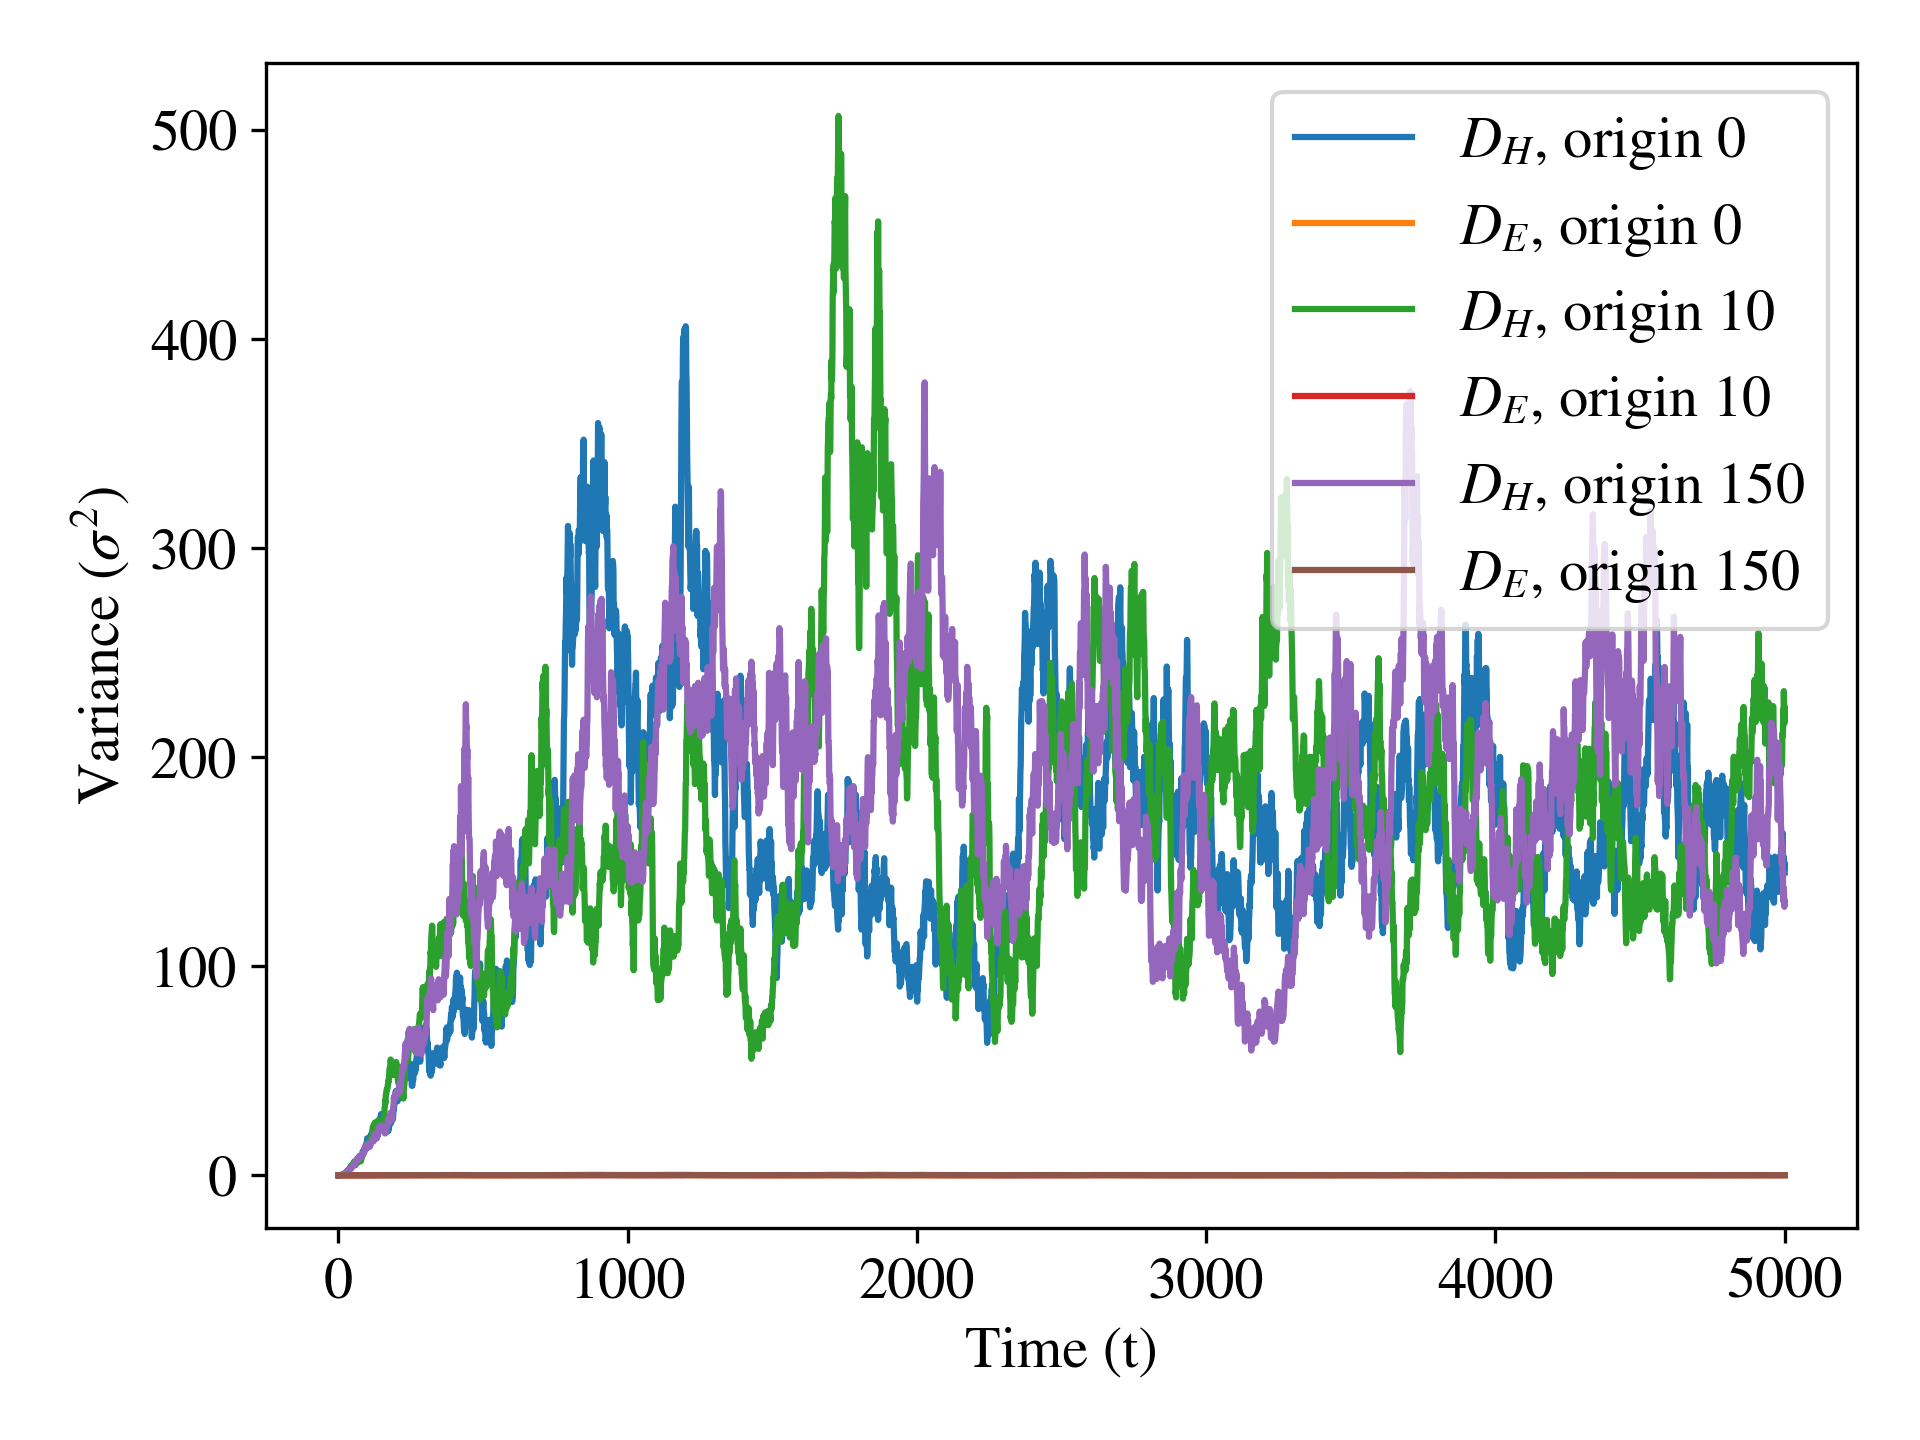 500
400
300
200
100
0
Variance (σ²)
0 1000 2000 3000 4000 5000
Time (t)
D_H, origin 0
D_E, origin 0
D_H, origin 10
D_E, origin 10
D_H, origin 150
D_E, origin 150